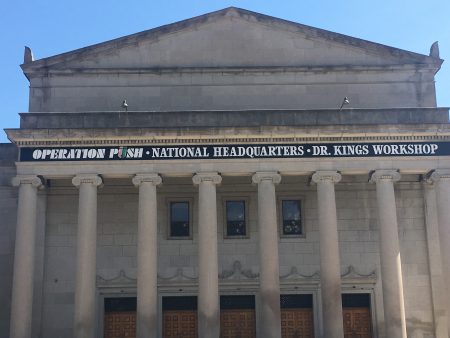 OPERATION PUSH • NATIONAL HEADQUARTERS • DR. KINGS WORKSHOP